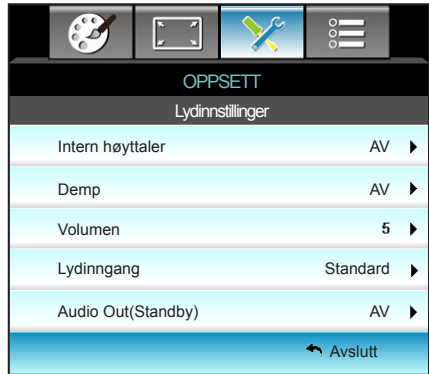 OPPSETT
Lydinnstillinger
Intern høyttaler AV
Demp AV
Volumen 5
Lydinngang Standard
Audio Out(Standby) AV
Avslutt